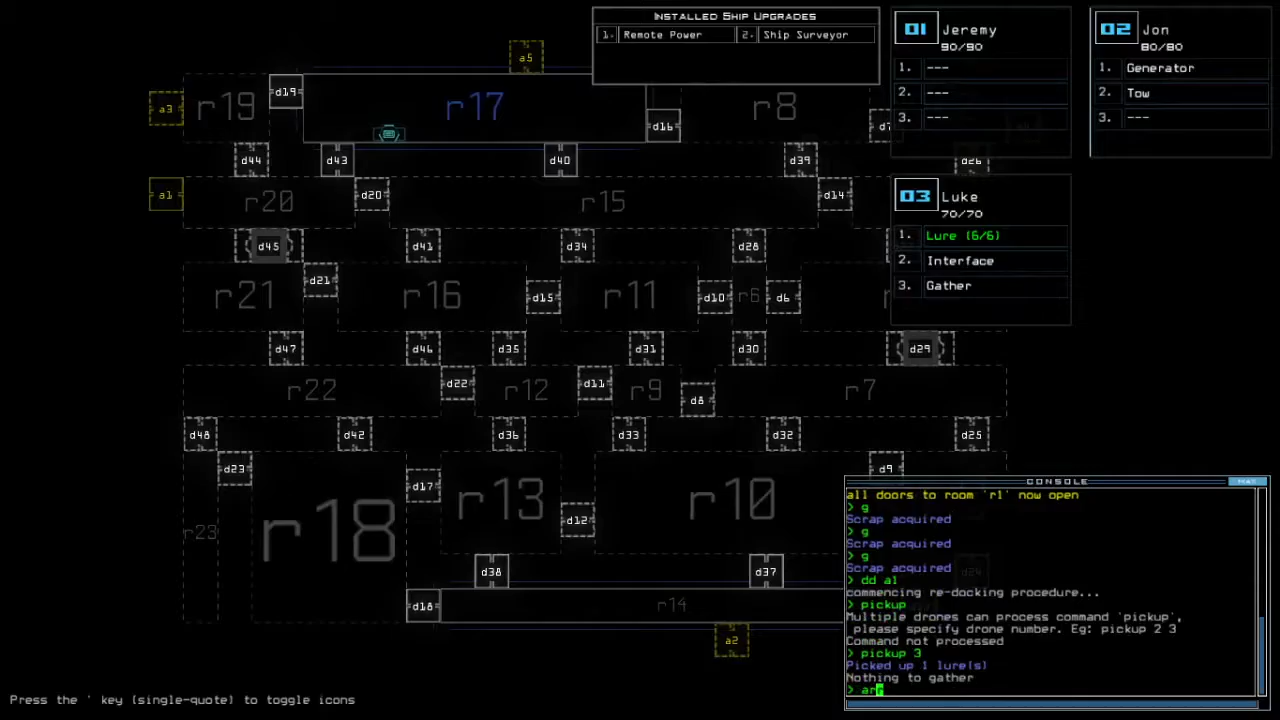 INSTALLED SHIP UPGRADES
1. Remote Power 2. Ship Surveyor
01 Jeremy
90/90
1. ---
2. ---
3. ---
02 Jon
80/80
1. Generator
2. Tow
3. ---
03 Luke
70/70
1. Lure (6/6)
2. Interface
3. Gather
a5
a3 r19 d19 r17 d16 r8
d44 d43 d40 d39 d26
a1 r20 d20 r15 d14
d45 d41 d34 d28
r21 d21 r16 d15 r11 d10 r6 d6
d47 d46 d35 d31 d30 d29
r22 d22 r12 d11 r9 d8 r7
d48 d42 d36 d33 d32 d25
d23 d17 r13 r10 d9
r23 r18 d12
d38 d37 d24
d18 r14
a2
CONSOLE
all doors to room 'r1' now open
> g
Scrap acquired
> g
Scrap acquired
> g
Scrap acquired
> dd a1
commencing re-docking procedure...
> pickup
Multiple drones can process command 'pickup',
please specify drone number. Eg: pickup 2 3
Command not processed
> pickup 3
Picked up 1 lure(s)
Nothing to gather
> arr
Press the ' key (single-quote) to toggle icons